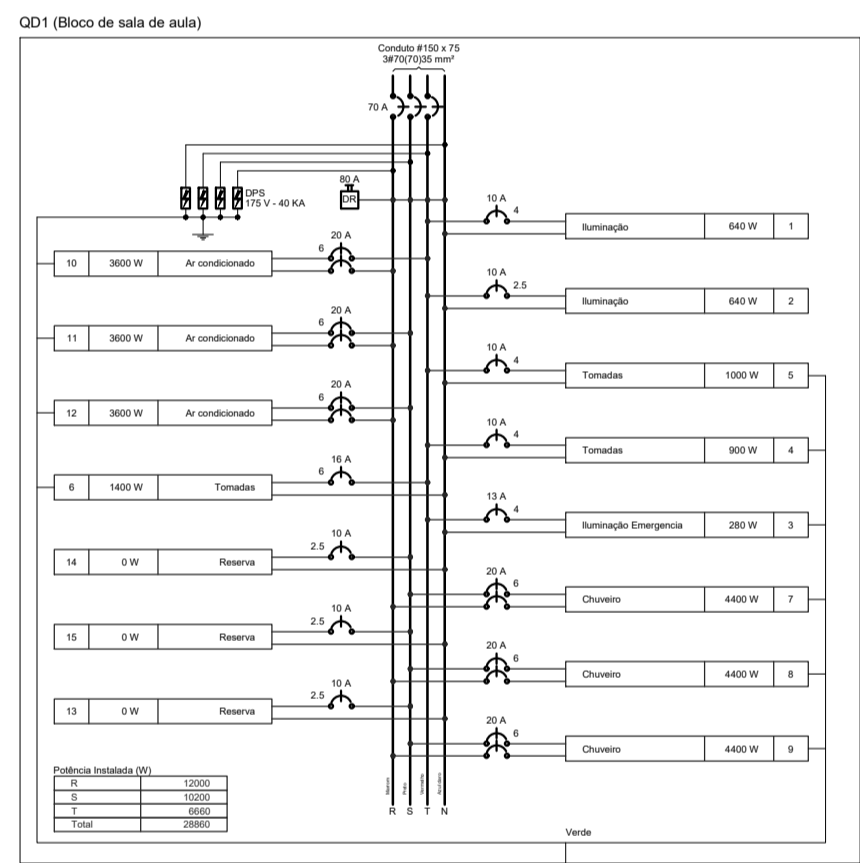 QD1 (Bloco de sala de aula)
Conduto #150 x 75
3#70(70)35 mm²
70 A
DPS
175 V - 40 KA
80 A
DR
10 A
4
Iluminação 640 W 1
20 A
6
10 3600 W Ar condicionado
10 A
2.5
Iluminação 640 W 2
20 A
6
11 3600 W Ar condicionado
10 A
4
Tomadas 1000 W 5
20 A
6
12 3600 W Ar condicionado
10 A
4
Tomadas 900 W 4
16 A
6
6 1400 W Tomadas
13 A
4
Iluminação Emergencia 280 W 3
10 A
2.5
14 0 W Reserva
20 A
6
Chuveiro 4400 W 7
10 A
2.5
15 0 W Reserva
20 A
6
Chuveiro 4400 W 8
10 A
2.5
13 0 W Reserva
20 A
6
Chuveiro 4400 W 9
Potência Instalada (W)
R 12000
S 10200
T 6660
Total 28860
Marrom
Preto
Vermelho
Azul claro
R S T N
Verde